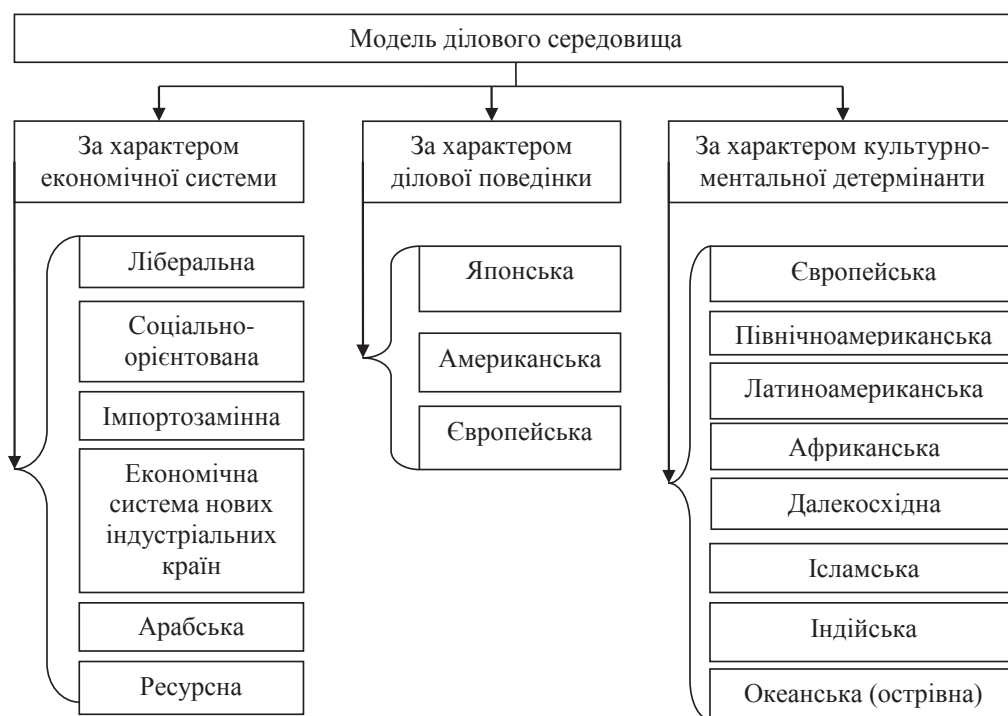 Модель ділового середовища
За характером
економічної системи
Ліберальна
Соціально-
орієнтована
Імпортозамінна
Економічна
система нових
індустріальних
країн
Арабська
Ресурсна
За характером
ділової поведінки
Японська
Американська
Європейська
За характером культурно-
ментальної детермінанти
Європейська
Північноамериканська
Латиноамериканська
Африканська
Далекосхідна
Ісламська
Індійська
Океанська (острівна)